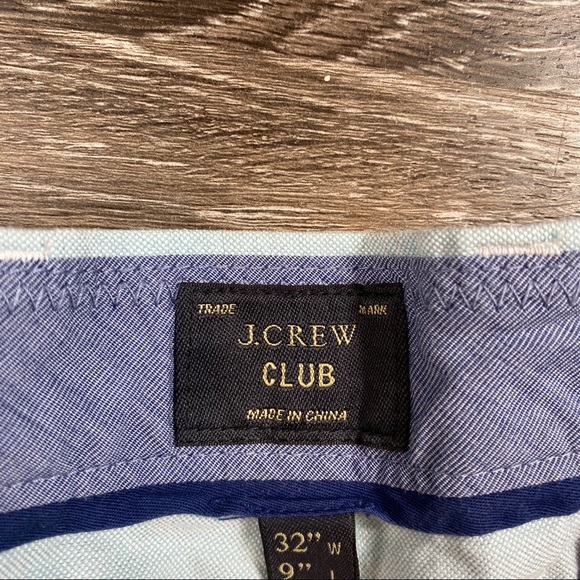 TRADE MARK
J.CREW
CLUB
MADE IN CHINA
32" W
9" L